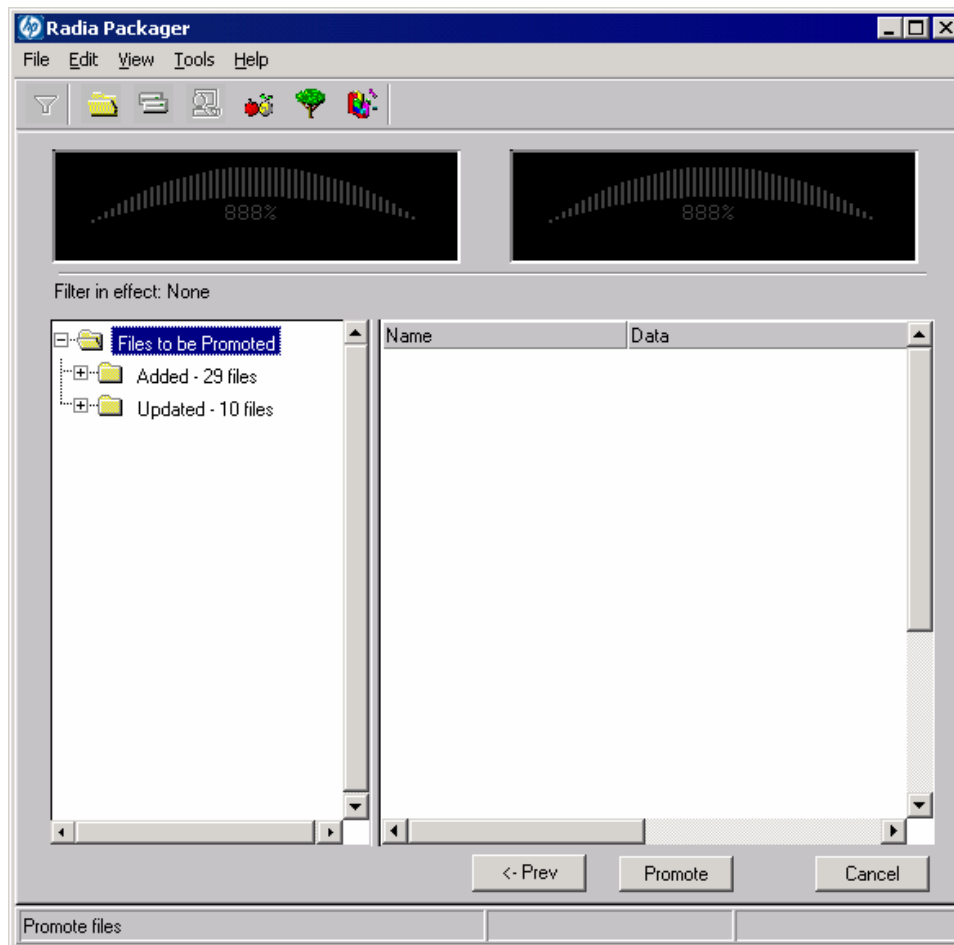 hp Radia Packager
File Edit View Tools Help
888% 888%
Filter in effect: None
Files to be Promoted
Added - 29 files
Updated - 10 files
Name Data
<- Prev Promote Cancel
Promote files